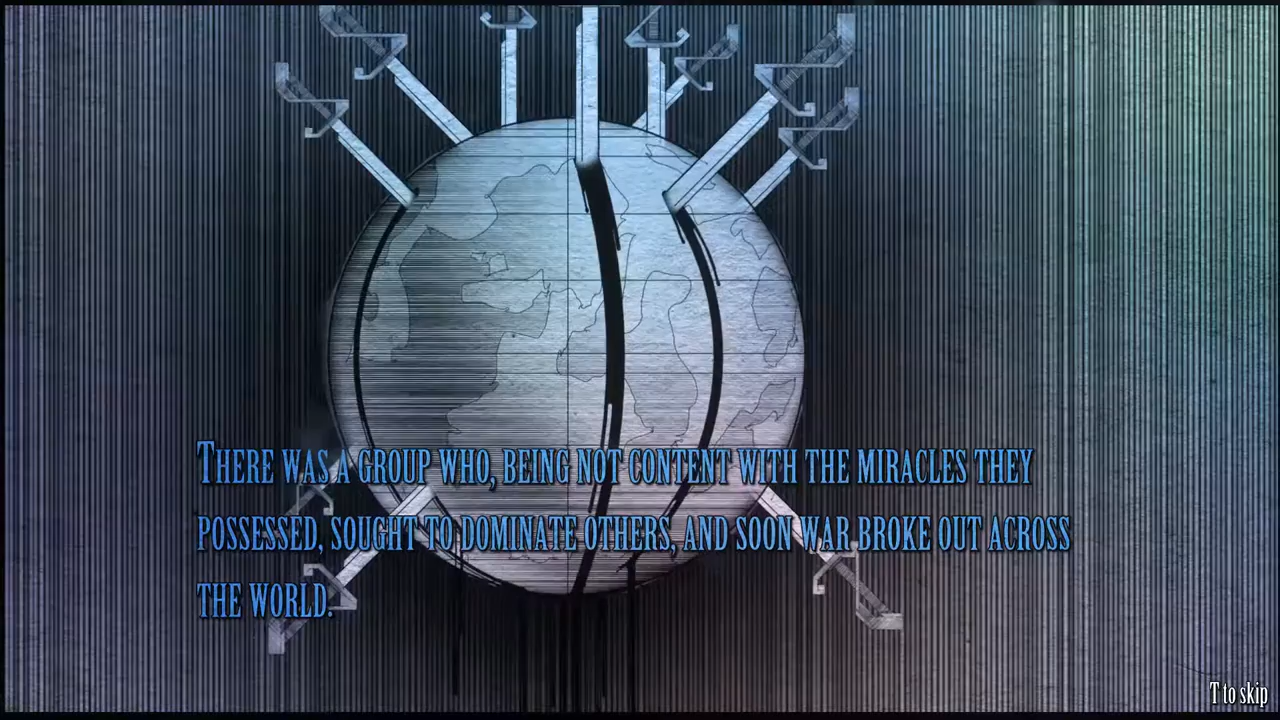 There was a group who, being not content with the miracles they
possessed, sought to dominate others, and soon war broke out across
the world.
T to skip